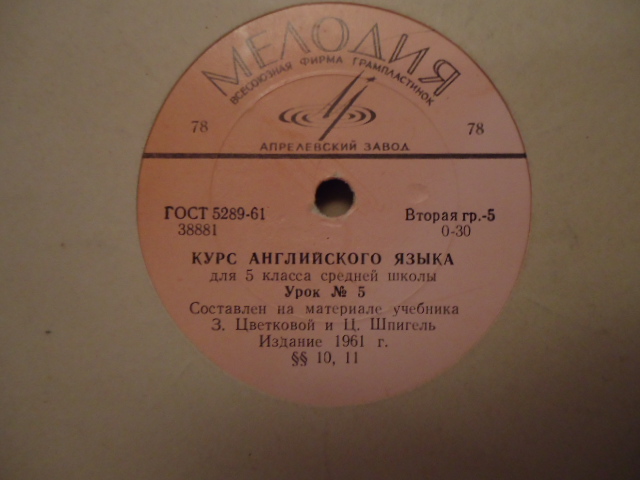 МЕЛОДИЯ
ВСЕСОЮЗНАЯ ФИРМА ГРАМПЛАСТИНОК
78 78
АПРЕЛЕВСКИЙ ЗАВОД
ГОСТ 5289-61 Вторая гр.-5
38881 0-30
КУРС АНГЛИЙСКОГО ЯЗЫКА
для 5 класса средней школы
Урок № 5
Составлен на материале учебника
З. Цветковой и Ц. Шпигель
Издание 1961 г.
§§ 10, 11